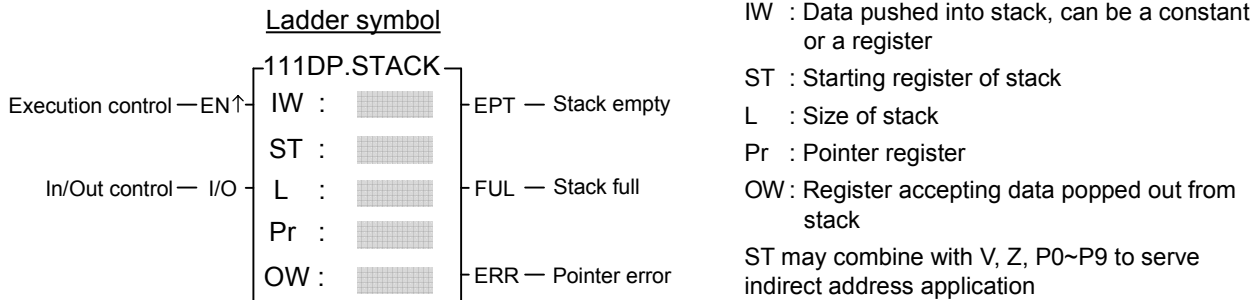 Ladder symbol
111DP.STACK
Execution control EN↑ IW : EPT Stack empty
ST :
In/Out control I/O L : FUL Stack full
Pr :
OW : ERR Pointer error
IW : Data pushed into stack, can be a constant
or a register
ST : Starting register of stack
L : Size of stack
Pr : Pointer register
OW : Register accepting data popped out from
stack
ST may combine with V, Z, P0~P9 to serve
indirect address application